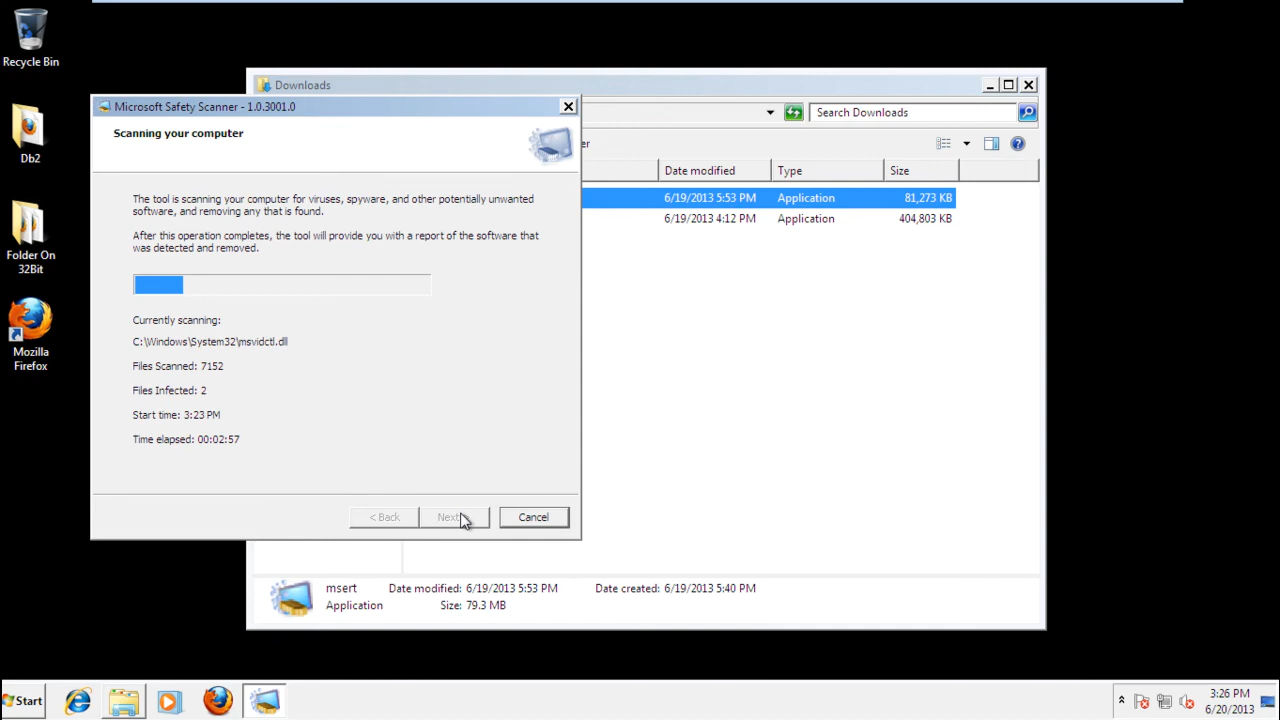 Recycle Bin
Db2
Folder On
32Bit
Mozilla
Firefox
Downloads
Search Downloads
er
Date modified
Type
Size
6/19/2013 5:53 PM
Application
81,273 KB
6/19/2013 4:12 PM
Application
404,803 KB
Microsoft Safety Scanner - 1.0.3001.0
Scanning your computer
The tool is scanning your computer for viruses, spyware, and other potentially unwanted
software, and removing any that is found.
After this operation completes, the tool will provide you with a report of the software that
was detected and removed.
Currently scanning:
C:\Windows\System32\msvidctl.dll
Files Scanned: 7152
Files Infected: 2
Start time: 3:23 PM
Time elapsed: 00:02:57
< Back
Next
Cancel
msert
Date modified: 6/19/2013 5:53 PM
Date created: 6/19/2013 5:40 PM
Application
Size: 79.3 MB
Start
3:26 PM
6/20/2013